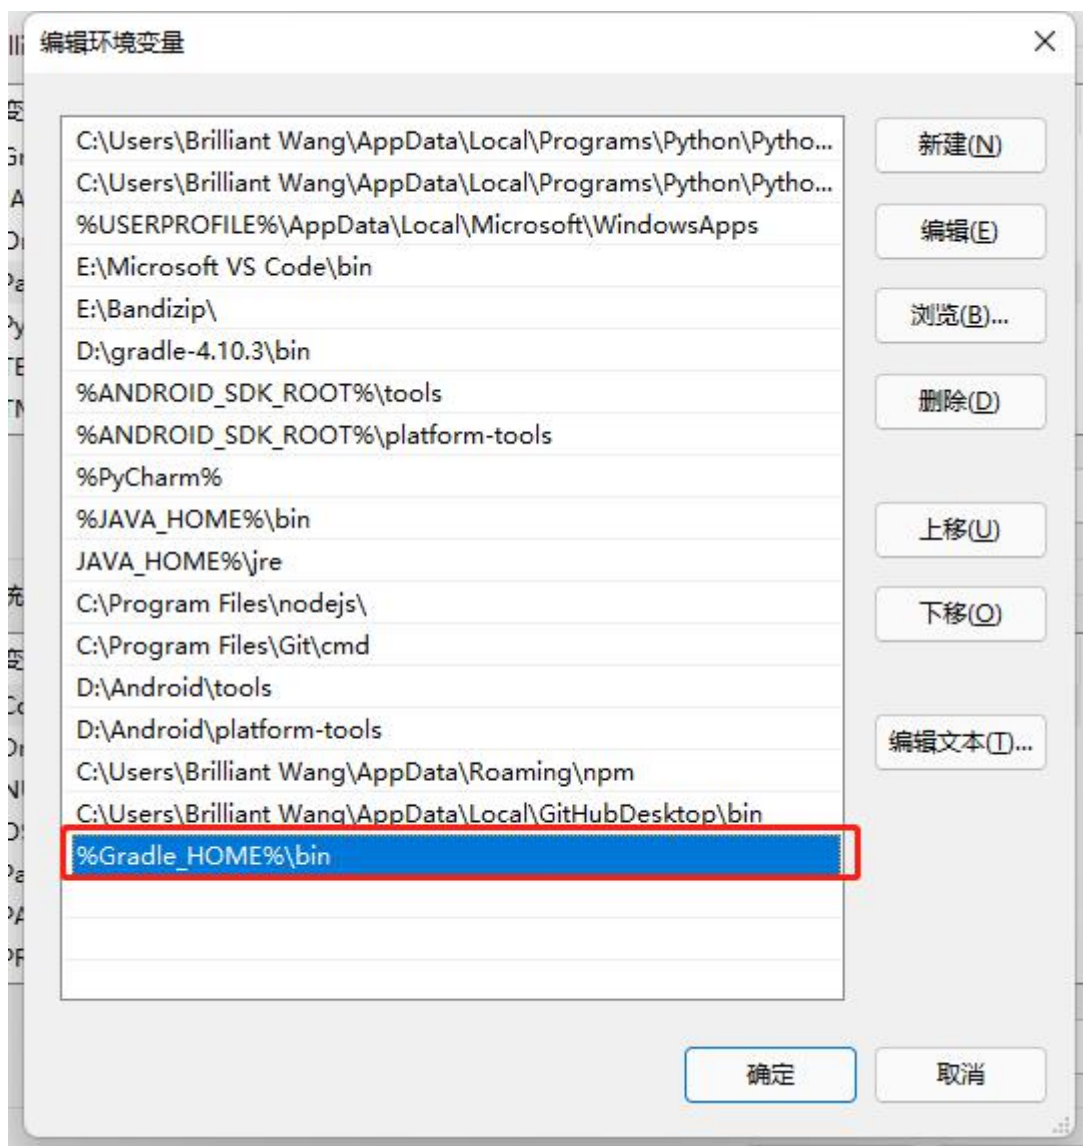 编辑环境变量
C:\Users\Brilliant Wang\AppData\Local\Programs\Python\Pytho...
新建(N)
C:\Users\Brilliant Wang\AppData\Local\Programs\Python\Pytho...
%USERPROFILE%\AppData\Local\Microsoft\WindowsApps
编辑(E)
E:\Microsoft VS Code\bin
E:\Bandizip\
浏览(B)...
D:\gradle-4.10.3\bin
%ANDROID_SDK_ROOT%\tools
删除(D)
%ANDROID_SDK_ROOT%\platform-tools
%PyCharm%
%JAVA_HOME%\bin
上移(U)
JAVA_HOME%\jre
C:\Program Files\nodejs\
下移(O)
C:\Program Files\Git\cmd
D:\Android\tools
D:\Android\platform-tools
编辑文本(T)...
C:\Users\Brilliant Wang\AppData\Roaming\npm
C:\Users\Brilliant Wang\AppData\Local\GitHubDesktop\bin
%Gradle_HOME%\bin
确定
取消